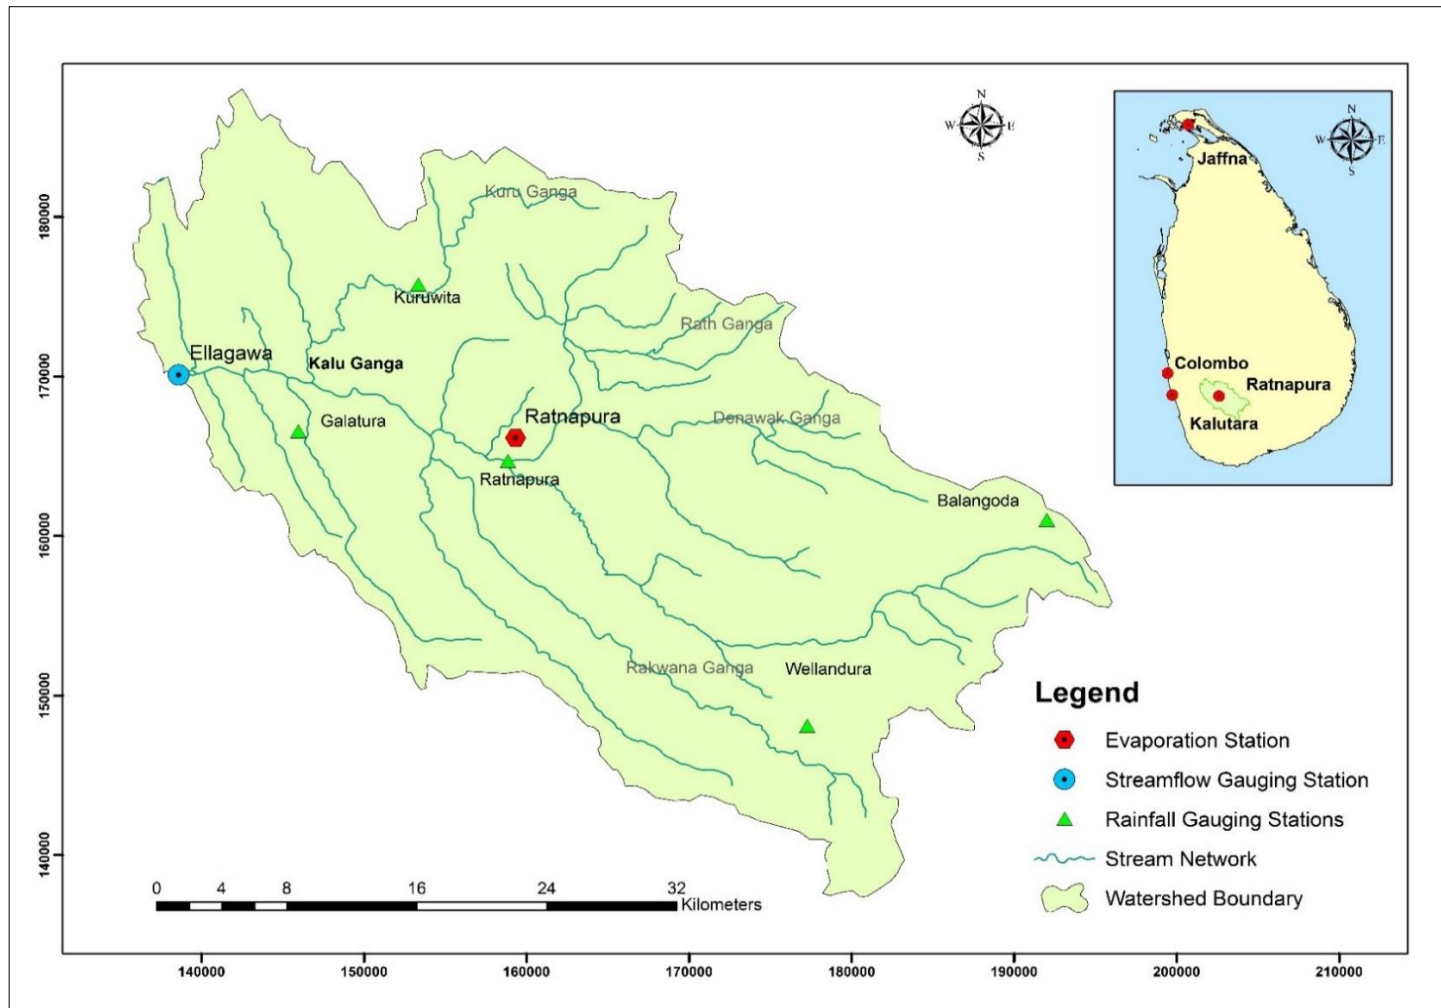 N
W E
S
N
W E
S
Jaffna
Colombo
Ratnapura
Kalutara
Kuru Ganga
Kuruwita
Rath Ganga
Ellagawa
Kalu Ganga
Galatura
Ratnapura
Denawak Ganga
Ratnapura
Balangoda
Rakwana Ganga
Wellandura
180000
170000
160000
150000
140000
Legend
Evaporation Station
Streamflow Gauging Station
Rainfall Gauging Stations
Stream Network
Watershed Boundary
0 4 8 16 24 32
Kilometers
140000 150000 160000 170000 180000 190000 200000 210000